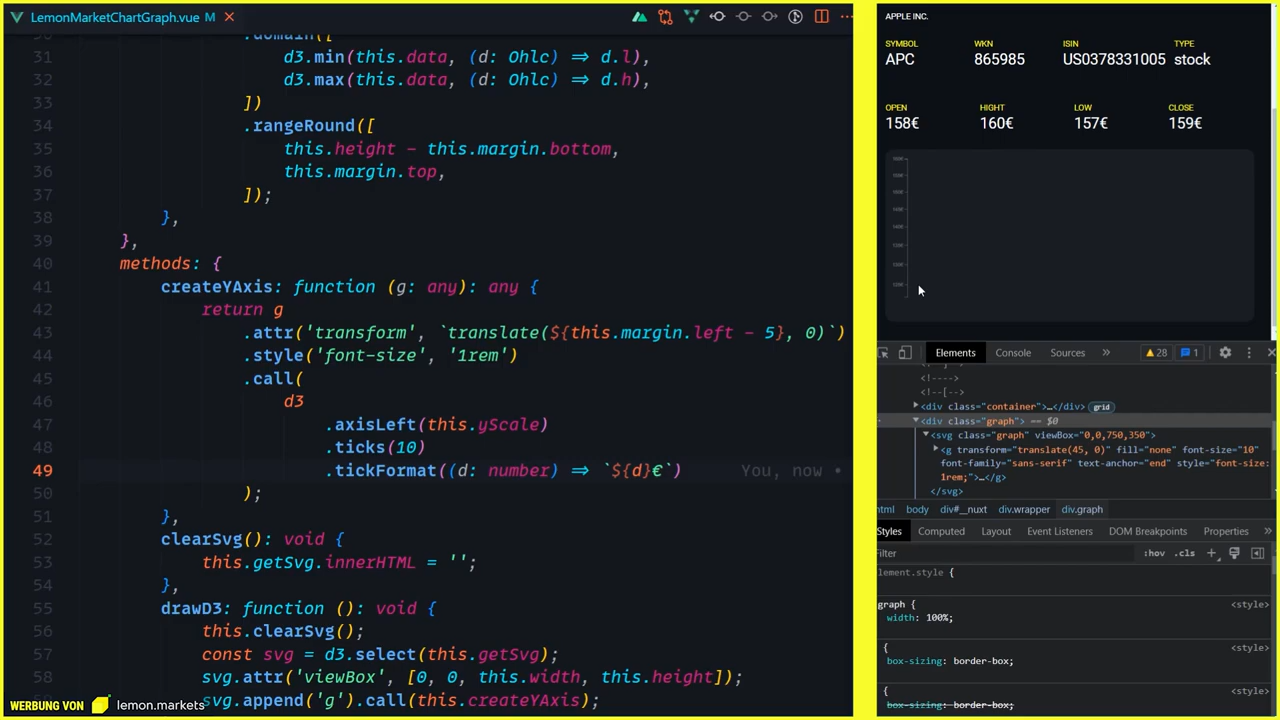 LemonMarketChartGraph.vue M
30 .domain([
31 d3.min(this.data, (d: Ohlc) ⇒ d.l),
32 d3.max(this.data, (d: Ohlc) ⇒ d.h),
33 ])
34 .rangeRound([
35 this.height - this.margin.bottom,
36 this.margin.top,
37 ]);
38 },
39 },
40 methods: {
41 createYAxis: function (g: any): any {
42 return g
43 .attr('transform', `translate(${this.margin.left - 5}, 0)`)
44 .style('font-size', '1rem')
45 .call(
46 d3
47 .axisLeft(this.yScale)
48 .ticks(10)
49 .tickFormat((d: number) ⇒ `${d}€`) You, now •
50 );
51 },
52 clearSvg(): void {
53 this.getSvg.innerHTML = '';
54 },
55 drawD3: function (): void {
56 this.clearSvg();
57 const svg = d3.select(this.getSvg);
58 svg.attr('viewBox', [0, 0, this.width, this.height]);
svg.append('g').call(this.createYAxis);
WERBUNG VON lemon.markets
APPLE INC.
SYMBOL WKN ISIN TYPE
APC 865985 US0378331005 stock
OPEN HIGHT LOW CLOSE
158€ 160€ 157€ 159€
Elements Console Sources » 28 1
<!---->
<!--[-->
<div class="container">…</div> grid
<div class="graph"> == $0
<svg class="graph" viewBox="0,0,750,350">
<g transform="translate(45, 0)" fill="none" font-size="10"
font-family="sans-serif" text-anchor="end" style="font-size:
1rem;">…</g>
</svg>
html body div#__nuxt div.wrapper div.graph
Styles Computed Layout Event Listeners DOM Breakpoints Properties »
Filter :hov .cls +
element.style {
graph { <style>
width: 100%;
{ <style>
box-sizing: border-box;
{ <style>
box-sizing: border-box;